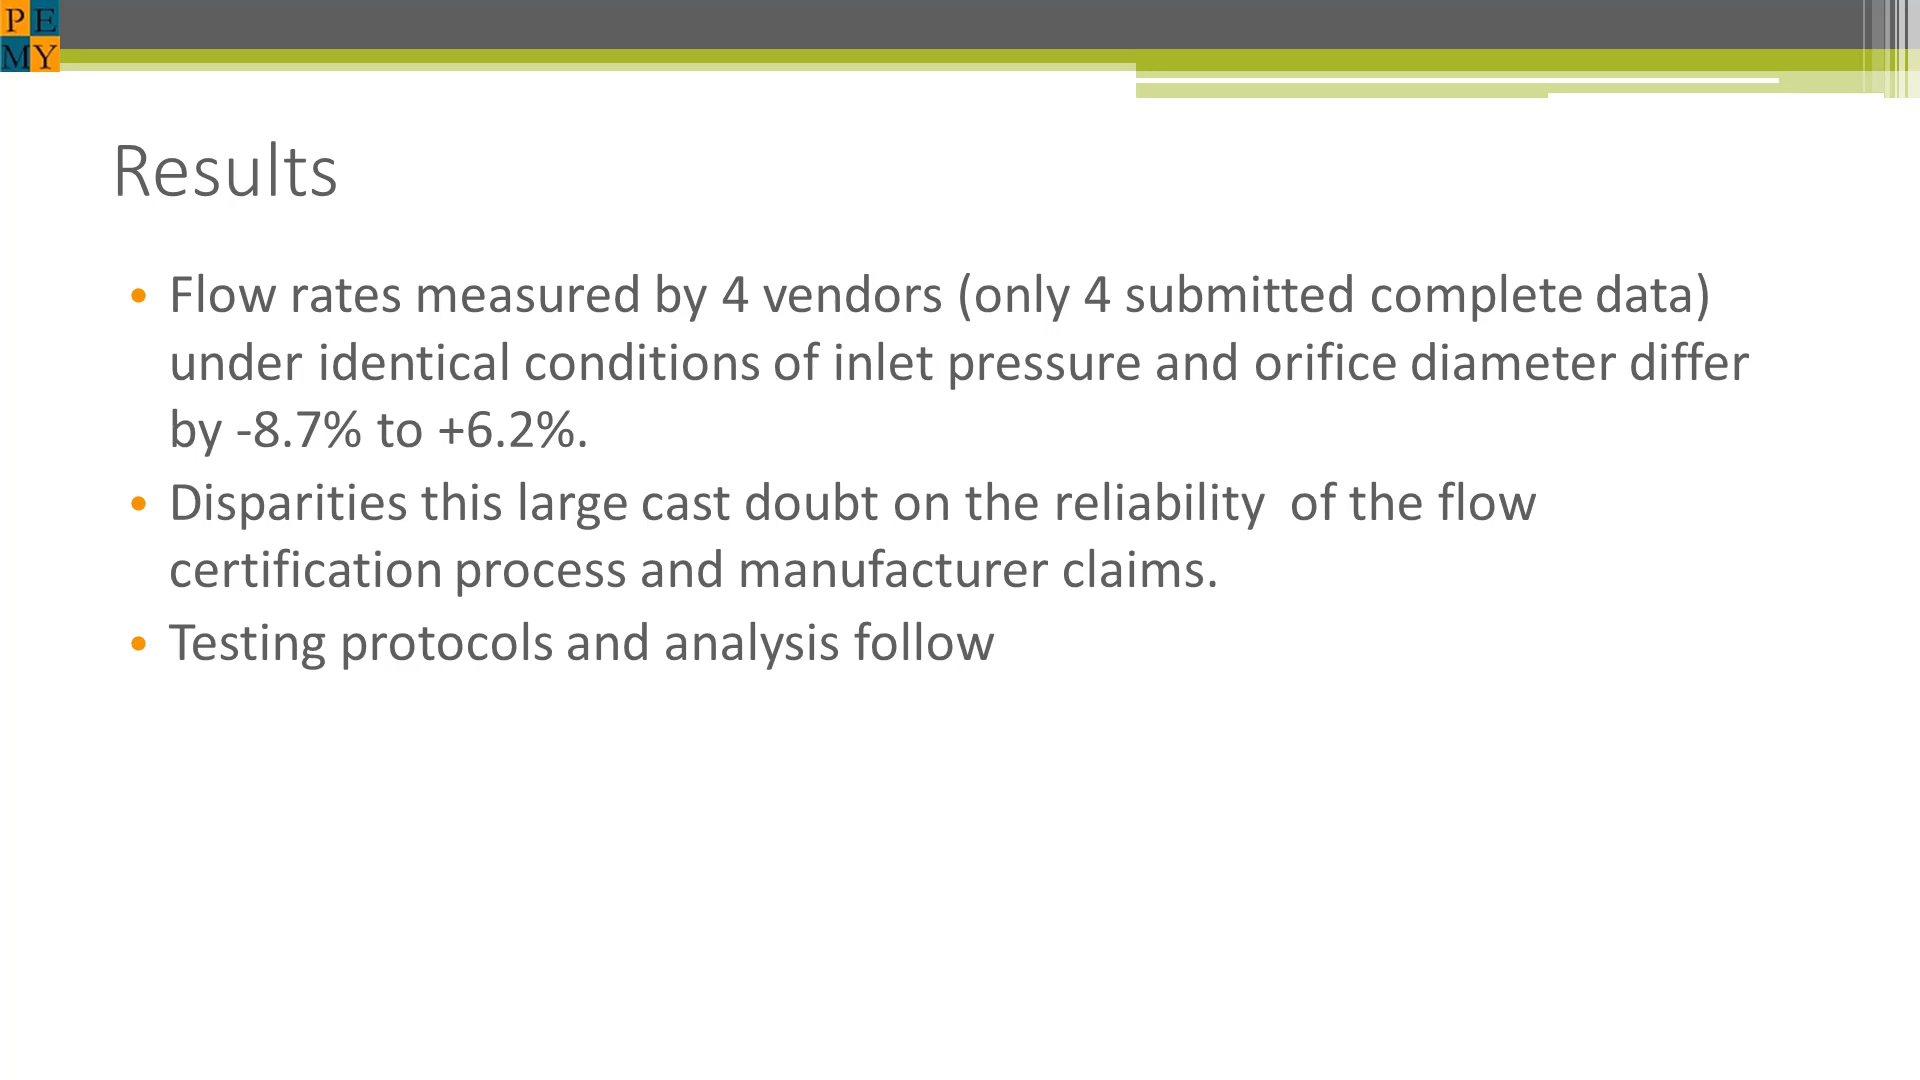 P E
M Y
Results
• Flow rates measured by 4 vendors (only 4 submitted complete data)
under identical conditions of inlet pressure and orifice diameter differ
by -8.7% to +6.2%.
• Disparities this large cast doubt on the reliability  of the flow
certification process and manufacturer claims.
• Testing protocols and analysis follow